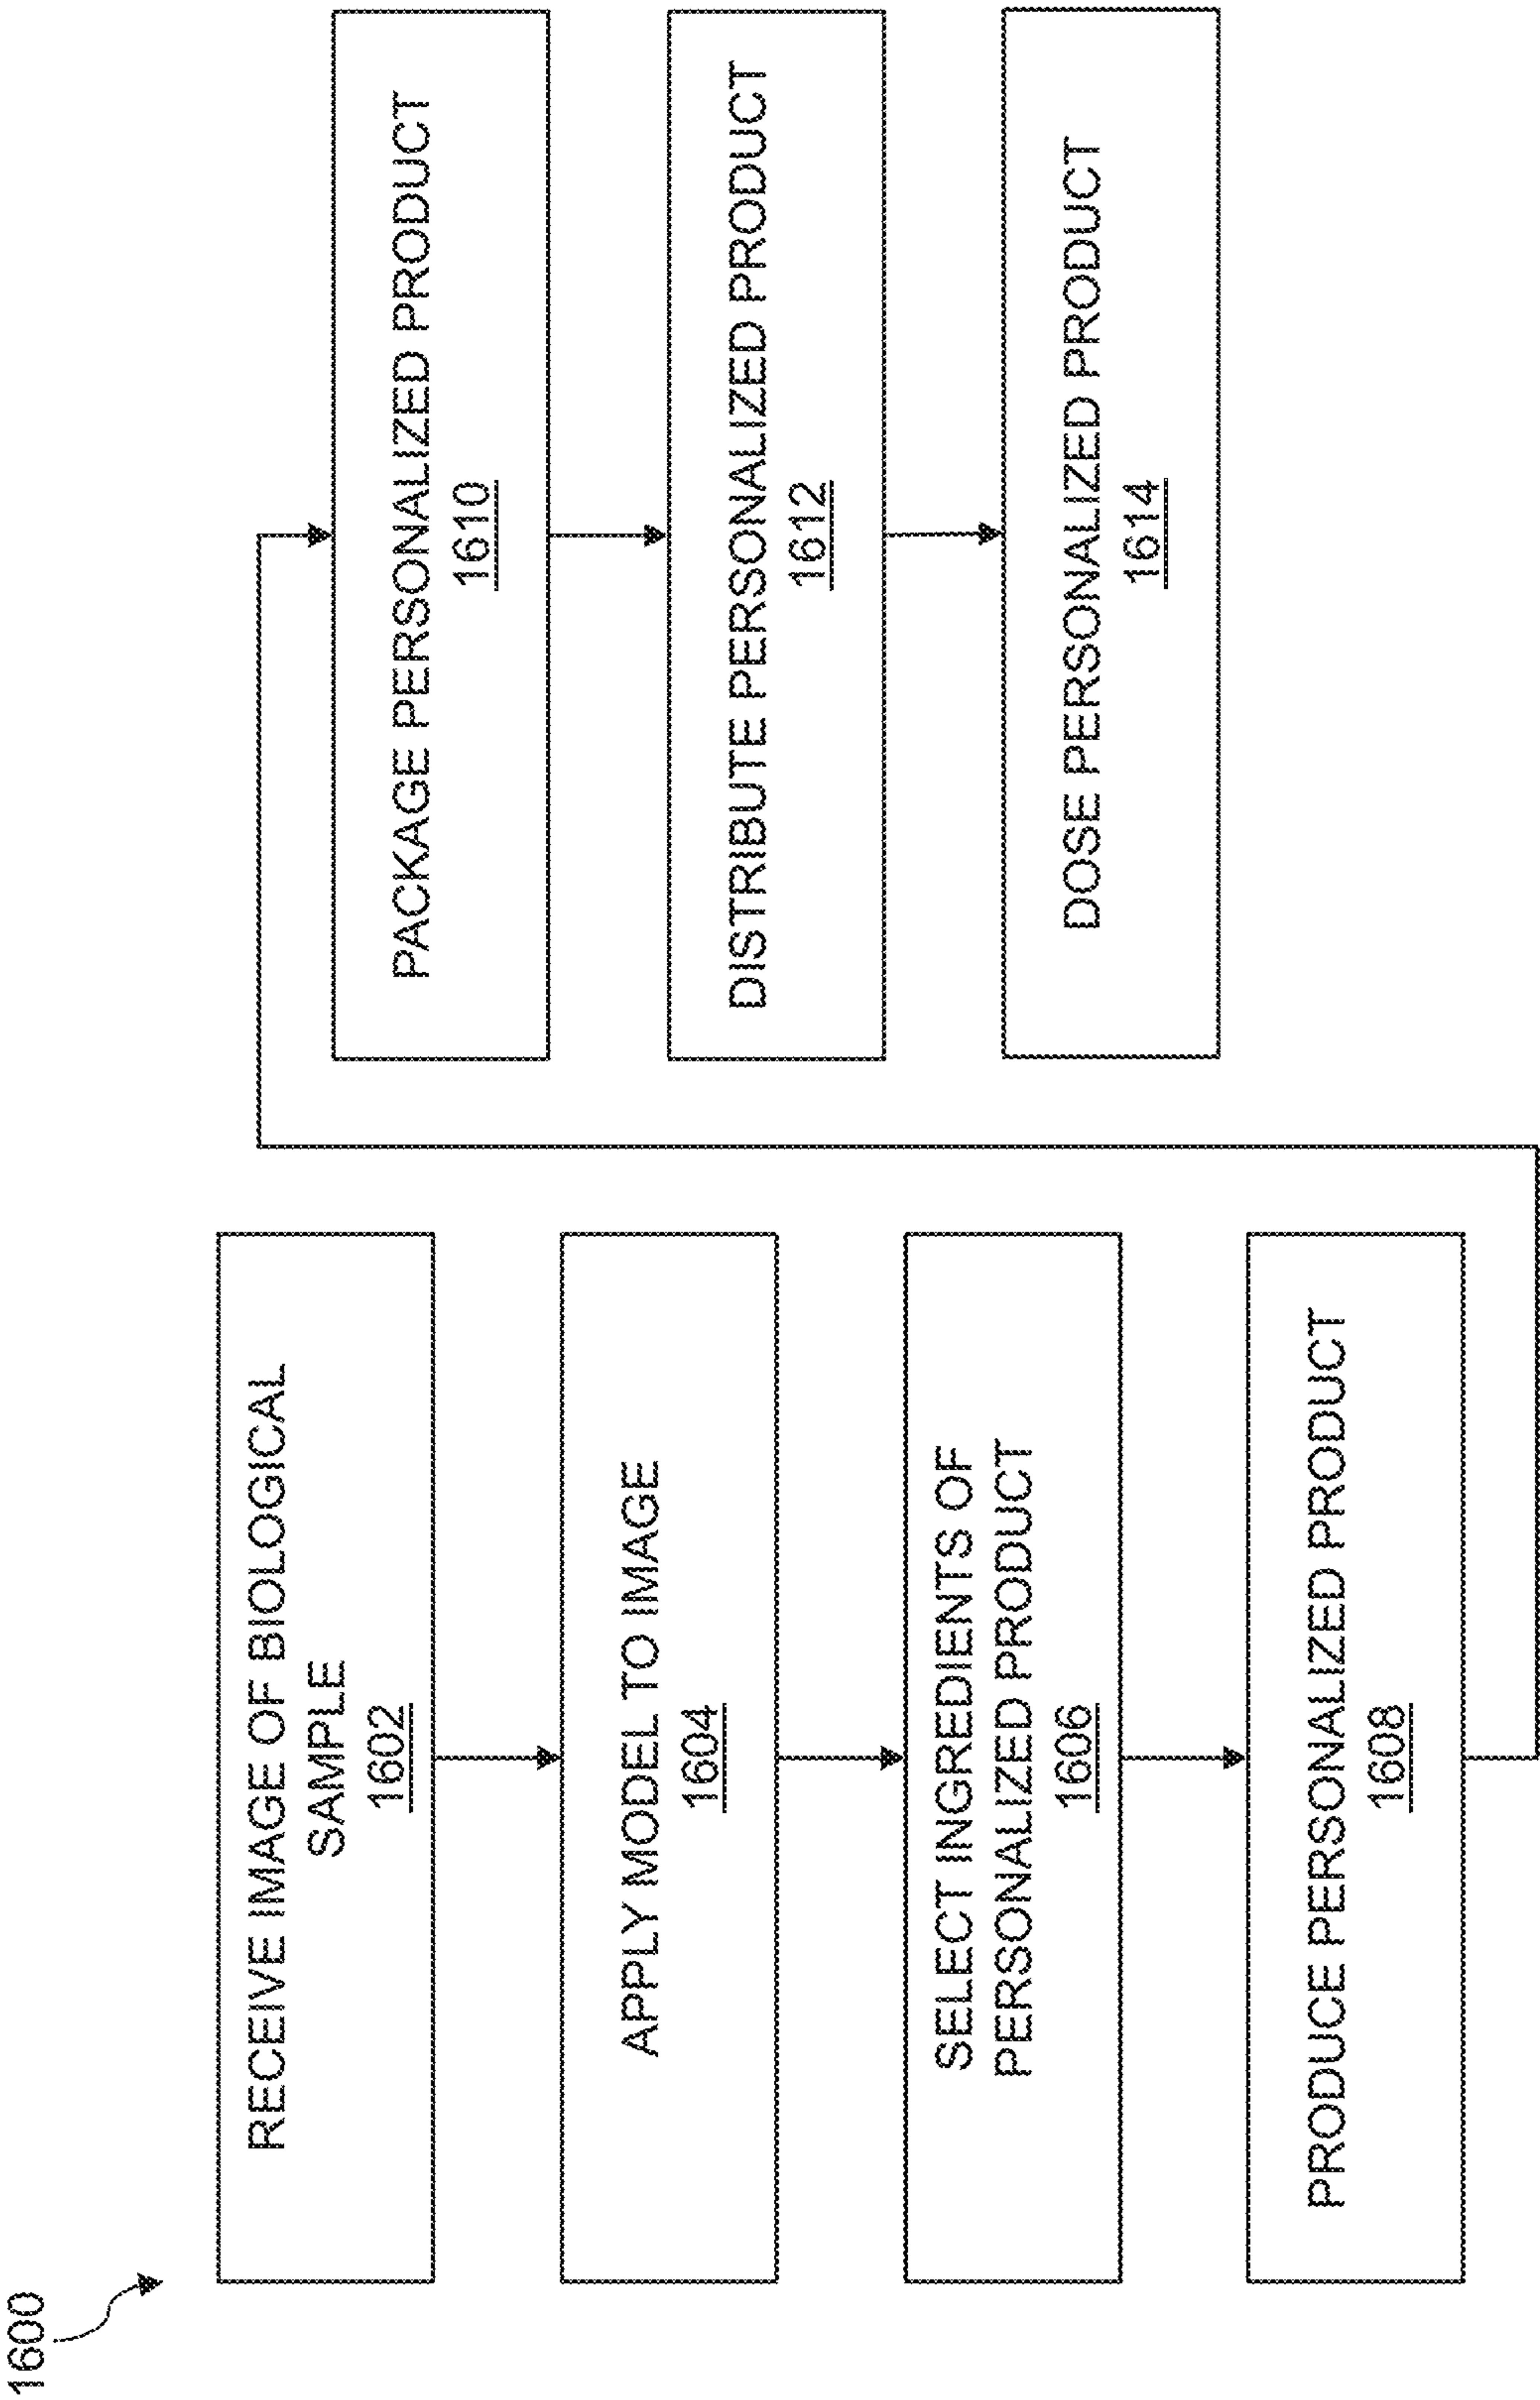 1600
RECEIVE IMAGE OF BIOLOGICAL
SAMPLE
1602
APPLY MODEL TO IMAGE
1604
SELECT INGREDIENTS OF
PERSONALIZED PRODUCT
1606
PRODUCE PERSONALIZED PRODUCT
1608
PACKAGE PERSONALIZED PRODUCT
1610
DISTRIBUTE PERSONALIZED PRODUCT
1612
DOSE PERSONALIZED PRODUCT
1614